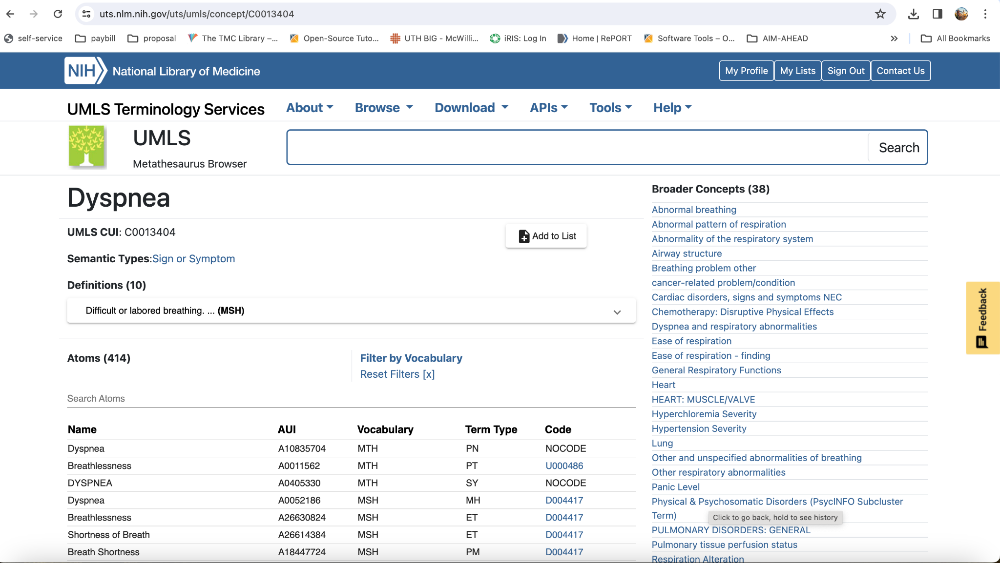 uts.nlm.nih.gov/uts/umls/concept/C0013404
self-service paybill proposal The TMC Library –... Open-Source Tuto... UTH BIG - McWilli... iRIS: Log In Home | RePORT Software Tools – O... AIM-AHEAD » All Bookmarks
NIH National Library of Medicine My Profile My Lists Sign Out Contact Us
UMLS Terminology Services About Browse Download APIs Tools Help
UMLS
Metathesaurus Browser
Search
Dyspnea
UMLS CUI: C0013404
Add to List
Semantic Types:Sign or Symptom
Definitions (10)
Difficult or labored breathing. ... (MSH)
Atoms (414)
Filter by Vocabulary
Reset Filters [x]
Search Atoms
Name AUI Vocabulary Term Type Code
Dyspnea A10835704 MTH PN NOCODE
Breathlessness A0011562 MTH PT U000486
DYSPNEA A0405330 MTH SY NOCODE
Dyspnea A0052186 MSH MH D004417
Breathlessness A26630824 MSH ET D004417
Shortness of Breath A26614384 MSH ET D004417
Breath Shortness A18447724 MSH PM D004417
Broader Concepts (38)
Abnormal breathing
Abnormal pattern of respiration
Abnormality of the respiratory system
Airway structure
Breathing problem other
cancer-related problem/condition
Cardiac disorders, signs and symptoms NEC
Chemotherapy: Disruptive Physical Effects
Dyspnea and respiratory abnormalities
Ease of respiration
Ease of respiration - finding
General Respiratory Functions
Heart
HEART: MUSCLE/VALVE
Hyperchloremia Severity
Hypertension Severity
Lung
Other and unspecified abnormalities of breathing
Other respiratory abnormalities
Panic Level
Physical & Psychosomatic Disorders (PsycINFO Subcluster
Term)
Click to go back, hold to see history
PULMONARY DISORDERS: GENERAL
Pulmonary tissue perfusion status
Respiration Alteration
Feedback